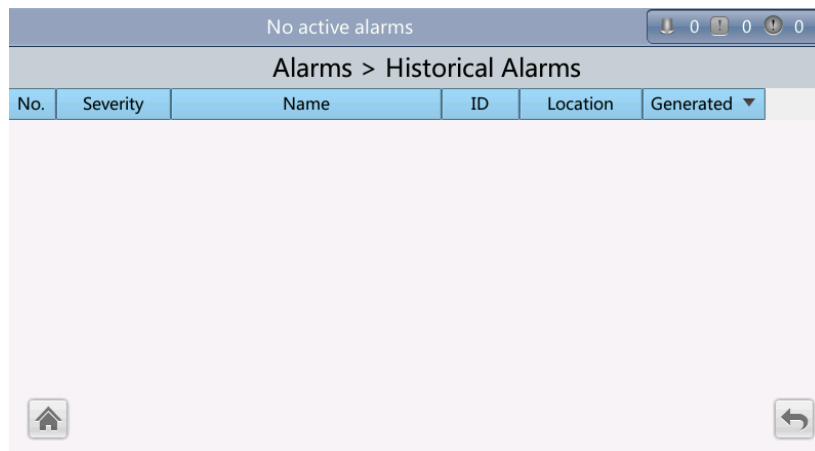 No active alarms 0 0 0
Alarms > Historical Alarms
No. Severity Name ID Location Generated